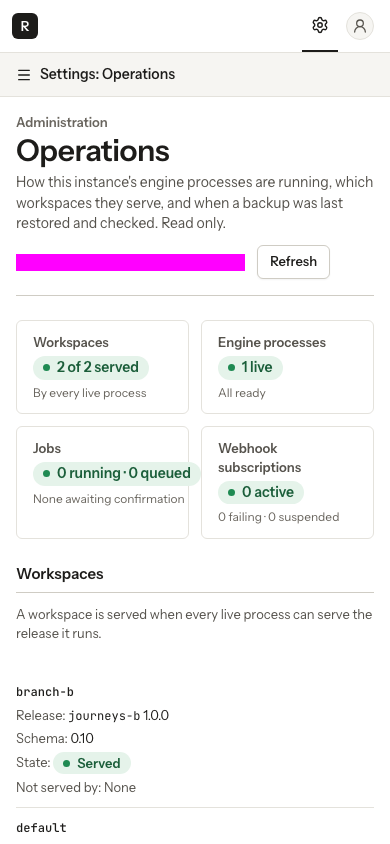 R
Settings: Operations
Administration
Operations
How this instance's engine processes are running, which
workspaces they serve, and when a backup was last
restored and checked. Read only.
Refresh
Workspaces
2 of 2 served
By every live process
Engine processes
1 live
All ready
Jobs
0 running · 0 queued
None awaiting confirmation
Webhook
subscriptions
0 active
0 failing · 0 suspended
Workspaces
A workspace is served when every live process can serve the
release it runs.
branch-b
Release: journeys-b 1.0.0
Schema: 0.10
State: Served
Not served by: None
default